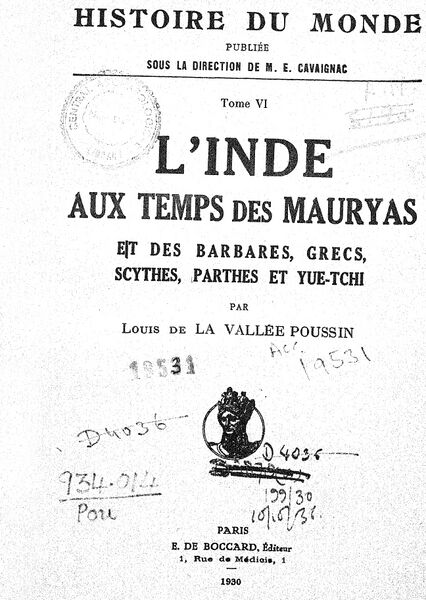 HISTOIRE DU MONDE
PUBLIÉE
SOUS LA DIRECTION DE M. E. CAVAIGNAC
Tome VI
L'INDE
AUX TEMPS DES MAURYAS
ET DES BARBARES, GRECS,
SCYTHES, PARTHES ET YUE-TCHI
PAR
Louis de LA VALLÉE POUSSIN
Acc.
19531
19531
D4036
D 4036
934.014
Pou
199/30
PARIS
E. DE BOCCARD, Éditeur
1, Rue de Médicis, 1
1930